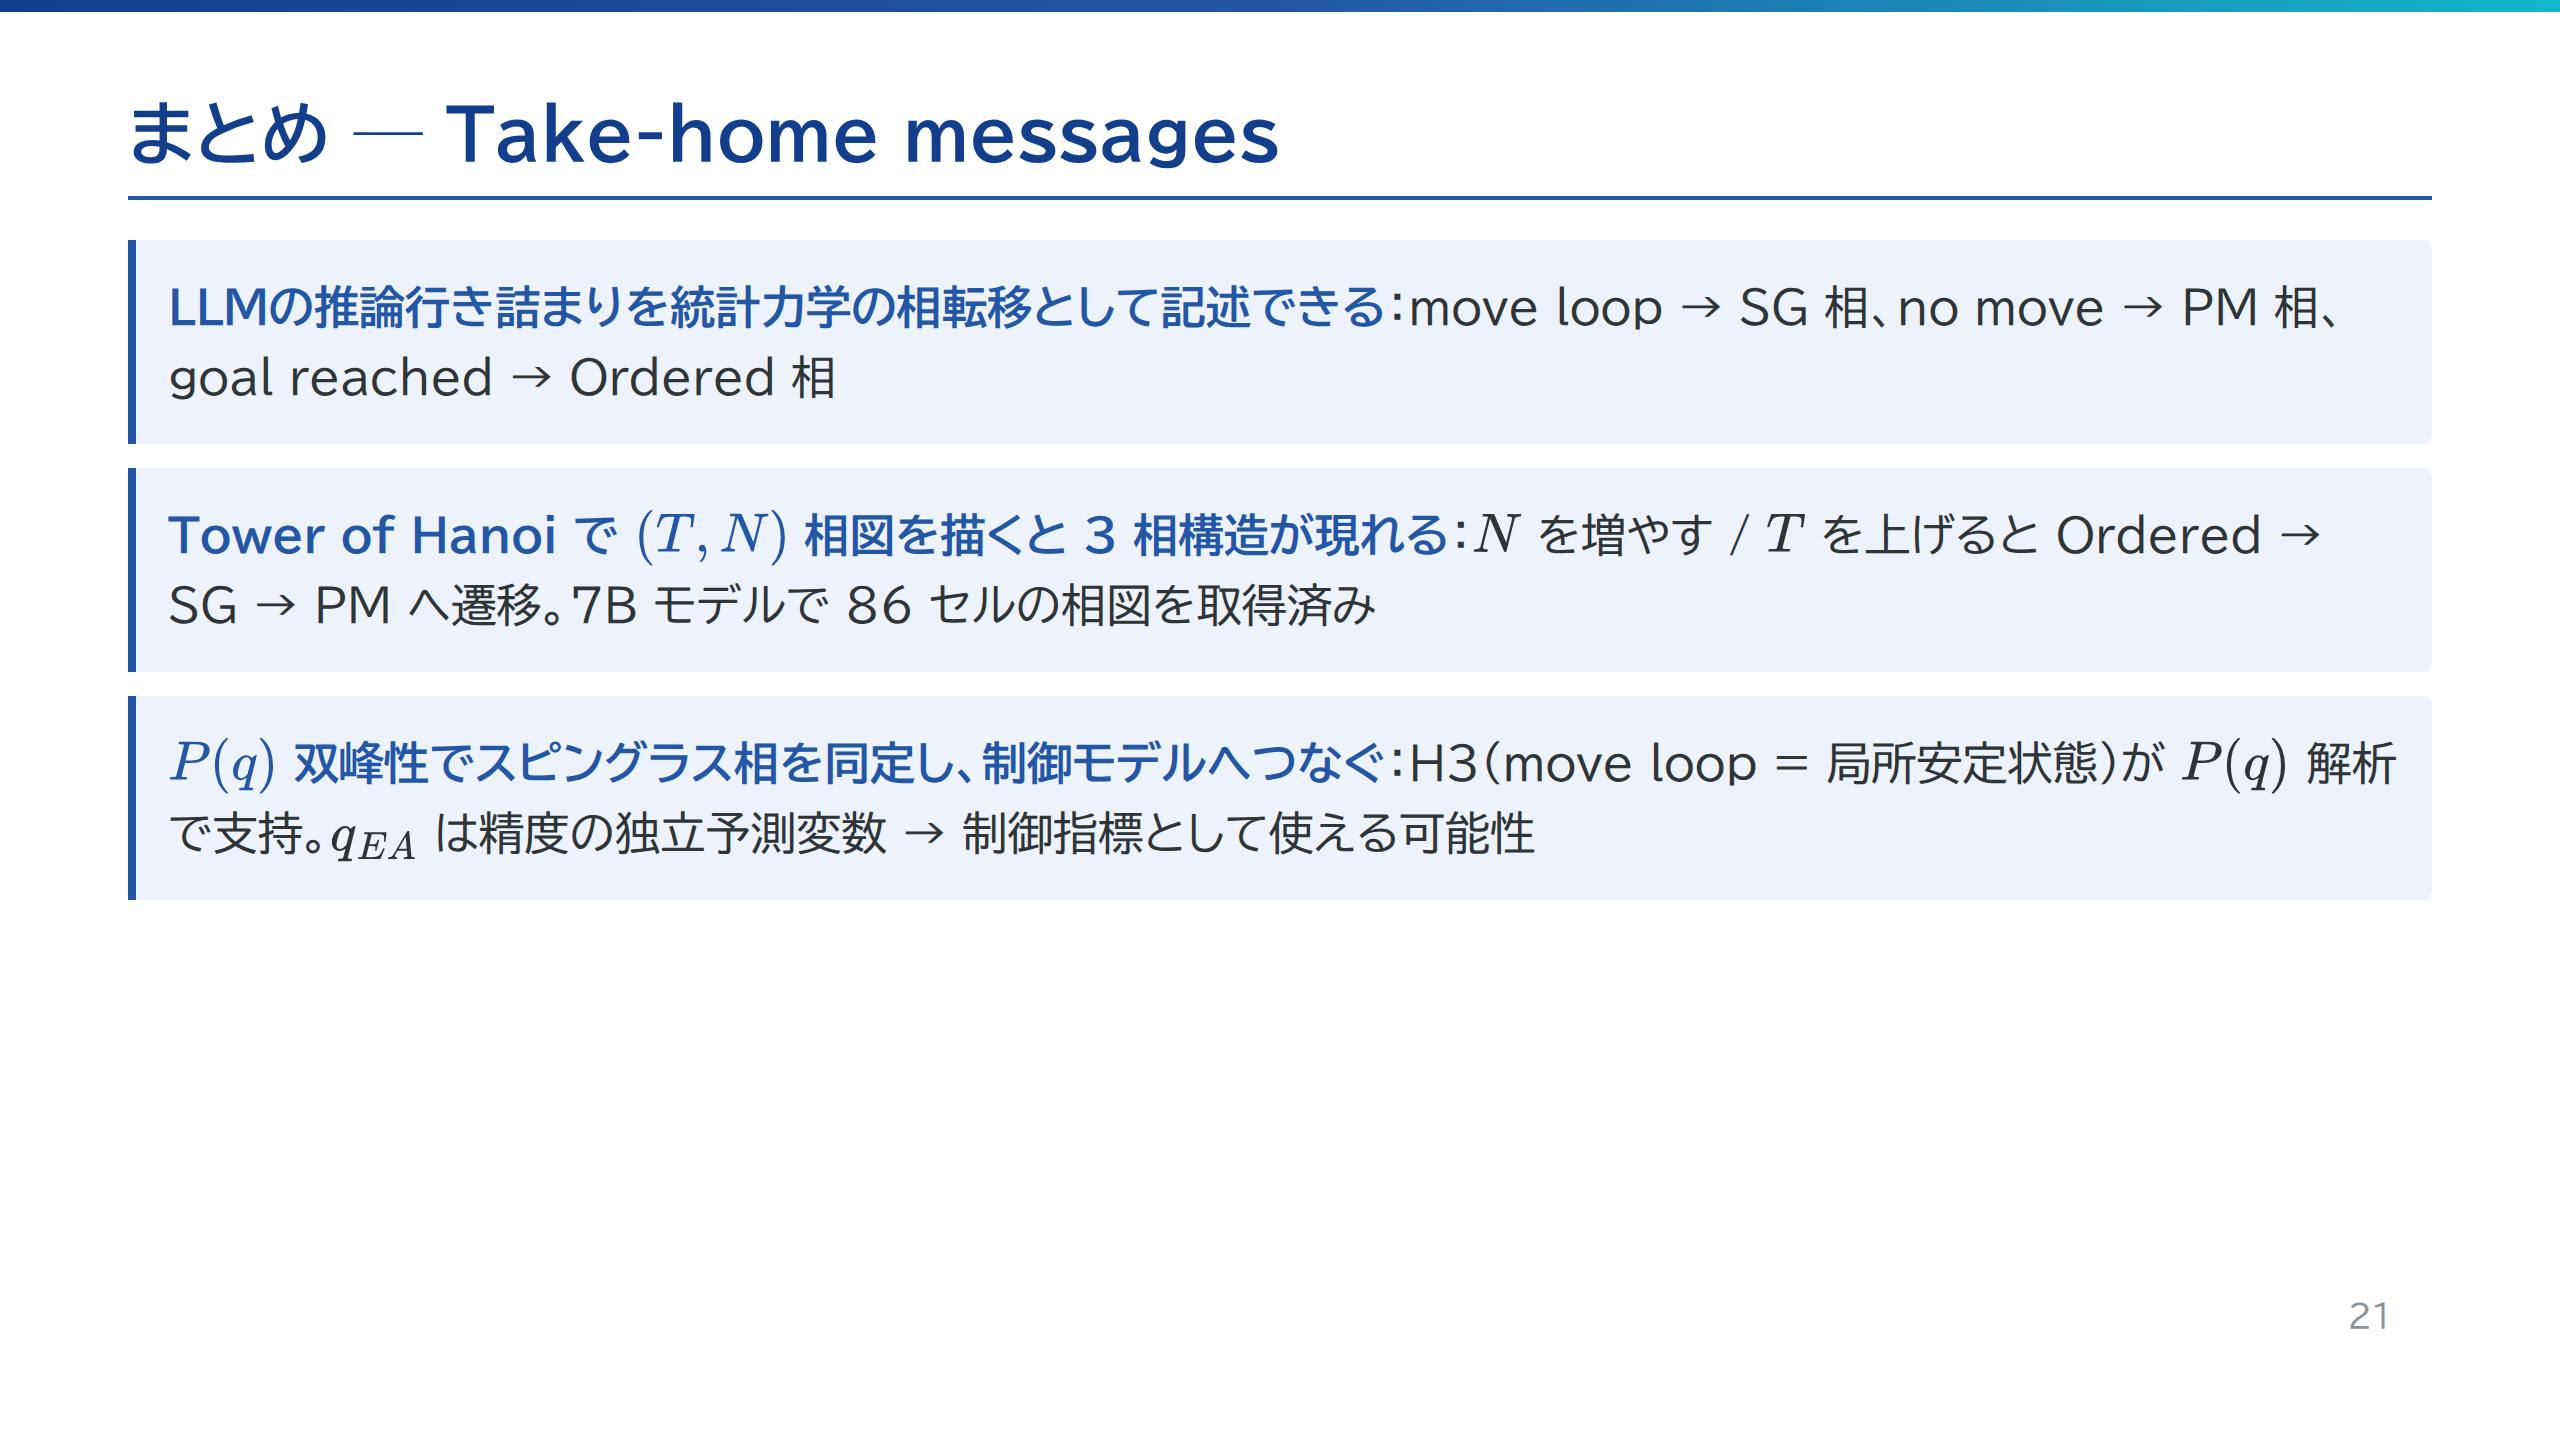 まとめ — Take-home messages
LLMの推論行き詰まりを統計力学の相転移として記述できる：move loop → SG 相、no move → PM 相、
goal reached → Ordered 相
Tower of Hanoi で (T, N) 相図を描くと 3 相構造が現れる：N を増やす / T を上げると Ordered →
SG → PM へ遷移。7B モデルで 86 セルの相図を取得済み
P(q) 双峰性でスピングラス相を同定し、制御モデルへつなぐ：H3（move loop = 局所安定状態）が P(q) 解析
で支持。q_{EA} は精度の独立予測変数 → 制御指標として使える可能性
21